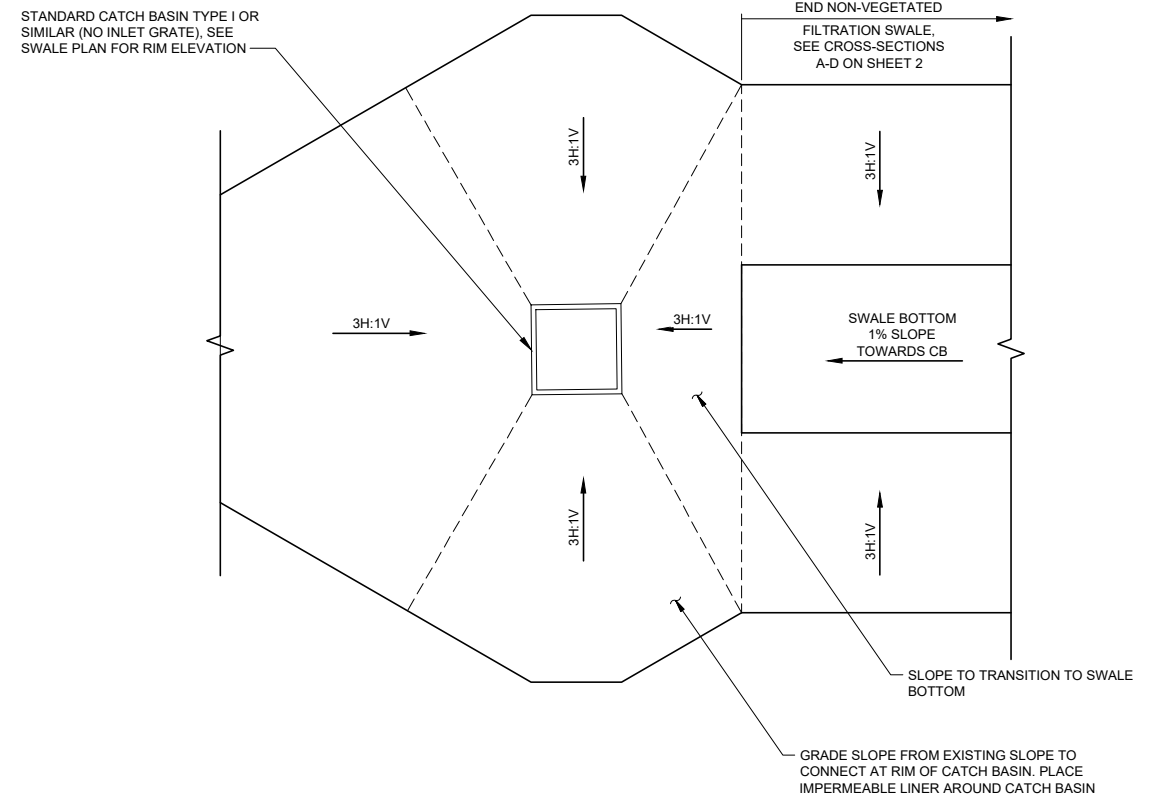 STANDARD CATCH BASIN TYPE I OR
SIMILAR (NO INLET GRATE), SEE
SWALE PLAN FOR RIM ELEVATION
END NON-VEGETATED
FILTRATION SWALE,
SEE CROSS-SECTIONS
A-D ON SHEET 2
3H:1V
3H:1V
3H:1V
3H:1V
SWALE BOTTOM
1% SLOPE
TOWARDS CB
3H:1V
3H:1V
SLOPE TO TRANSITION TO SWALE
BOTTOM
GRADE SLOPE FROM EXISTING SLOPE TO
CONNECT AT RIM OF CATCH BASIN. PLACE
IMPERMEABLE LINER AROUND CATCH BASIN